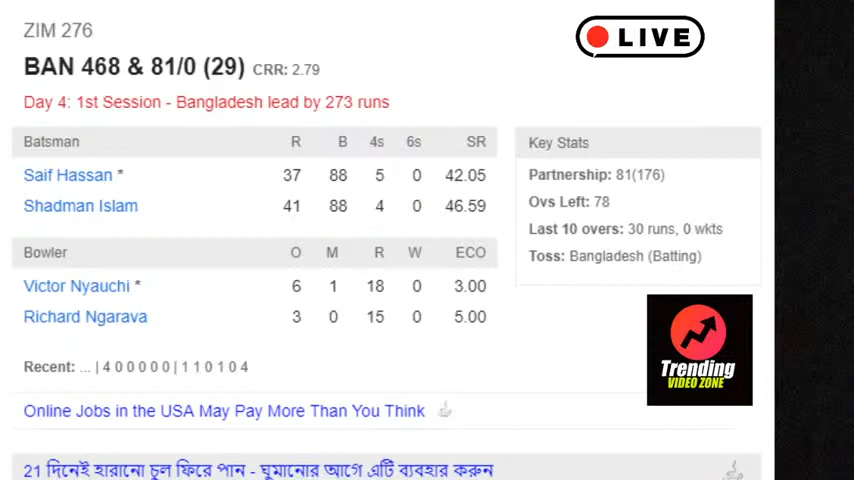 ZIM 276
LIVE
BAN 468 & 81/0 (29) CRR: 2.79
Day 4: 1st Session - Bangladesh lead by 273 runs
Batsman R B 4s 6s SR
Saif Hassan * 37 88 5 0 42.05
Shadman Islam 41 88 4 0 46.59
Bowler O M R W ECO
Victor Nyauchi * 6 1 18 0 3.00
Richard Ngarava 3 0 15 0 5.00
Recent: ... | 4 0 0 0 0 0 | 1 1 0 1 0 4
Key Stats
Partnership: 81(176)
Ovs Left: 78
Last 10 overs: 30 runs, 0 wkts
Toss: Bangladesh (Batting)
Trending
VIDEO ZONE
Online Jobs in the USA May Pay More Than You Think
21 দিনেই হারানো চুল ফিরে পান - ঘুমানোর আগে এটি ব্যবহার করুন